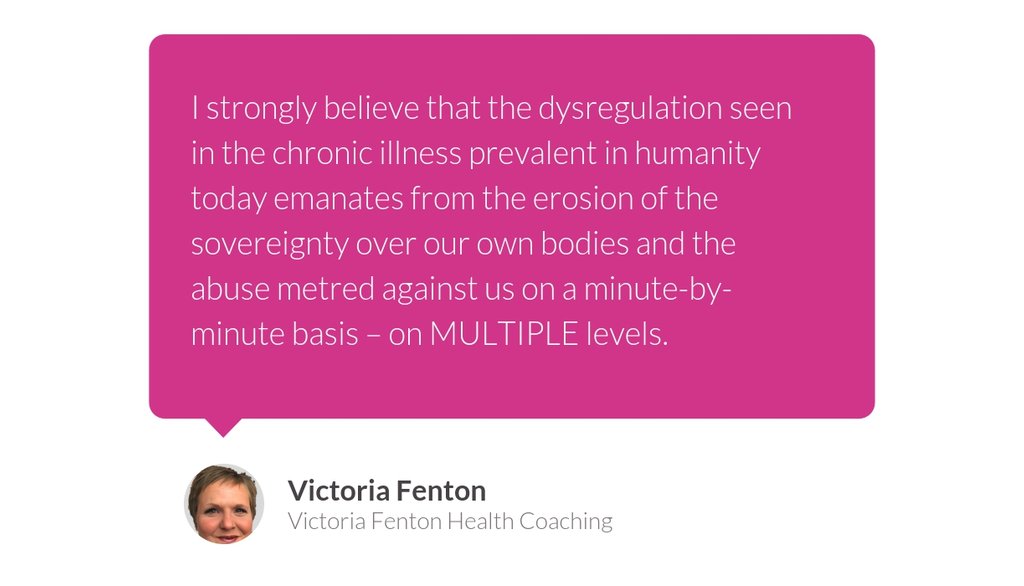 I strongly believe that the dysregulation seen
in the chronic illness prevalent in humanity
today emanates from the erosion of the
sovereignty over our own bodies and the
abuse metred against us on a minute-by-
minute basis – on MULTIPLE levels.
Victoria Fenton
Victoria Fenton Health Coaching